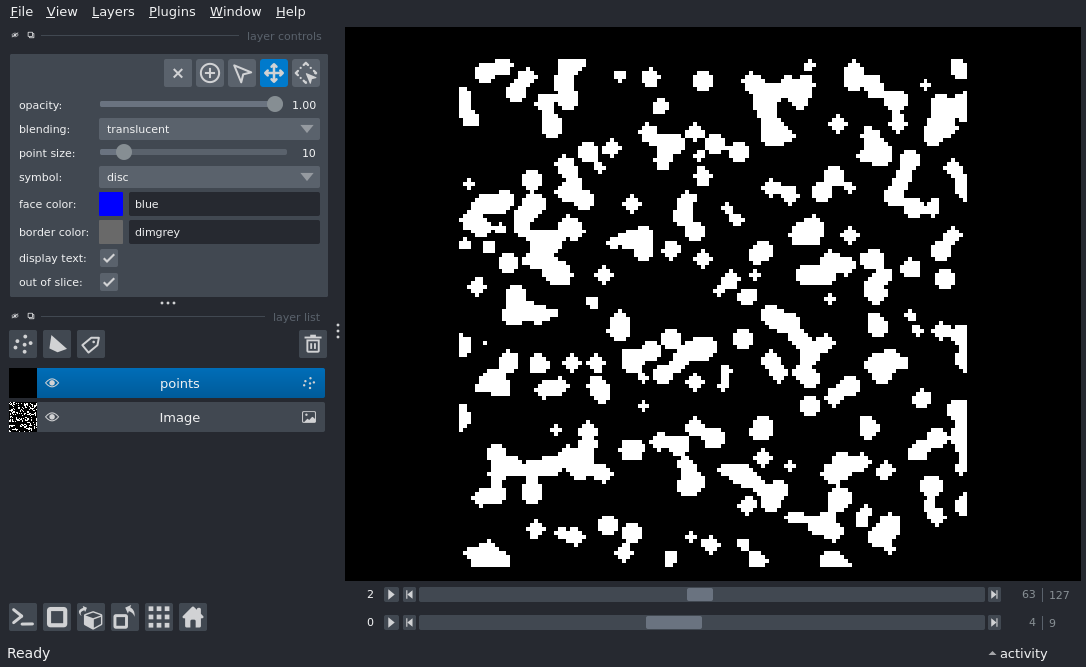 File View Layers Plugins Window Help
layer controls
opacity: 1.00
blending: translucent
point size: 10
symbol: disc
face color: blue
border color: dimgrey
display text:
out of slice:
layer list
points
Image
2 63 127
0 4 9
Ready activity